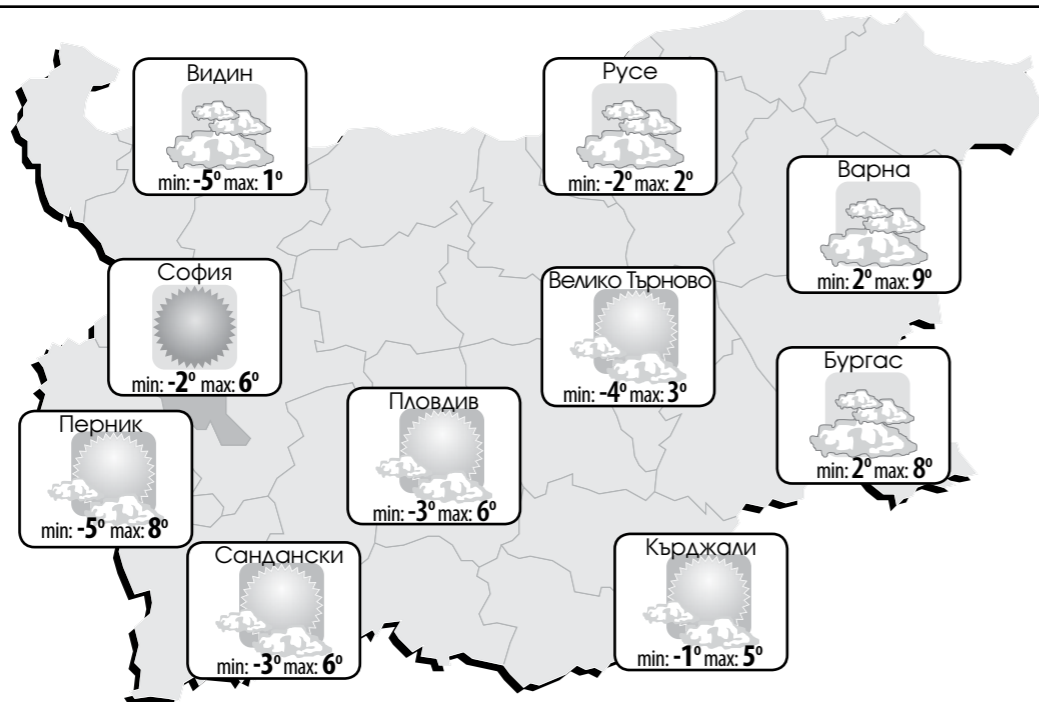 Видин
min: -5° max: 1°
Русе
min: -2° max: 2°
Варна
min: 2° max: 9°
София
min: -2° max: 6°
Велико Търново
min: -4° max: 3°
Бургас
min: 2° max: 8°
Пловдив
min: -3° max: 6°
Перник
min: -5° max: 8°
Сандански
min: -3° max: 6°
Кърджали
min: -1° max: 5°